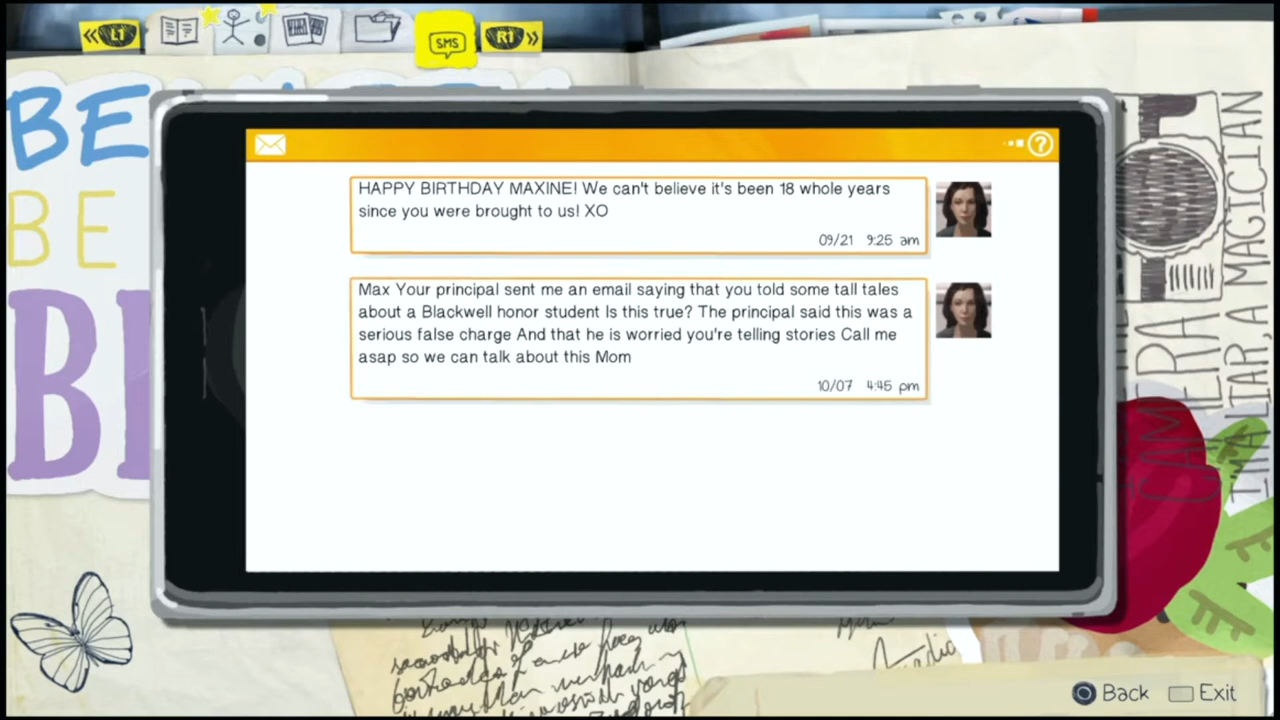 L1
SMS
R1
BE
BE
HAPPY BIRTHDAY MAXINE! We can't believe it's been 18 whole years
since you were brought to us! XO
09/21 9:25 am
Max Your principal sent me an email saying that you told some tall tales
about a Blackwell honor student Is this true? The principal said this was a
serious false charge And that he is worried you're telling stories Call me
asap so we can talk about this Mom
10/07 4:45 pm
?
CAMERA
I'M A LIAR, A MAGICIAN
Back
Exit